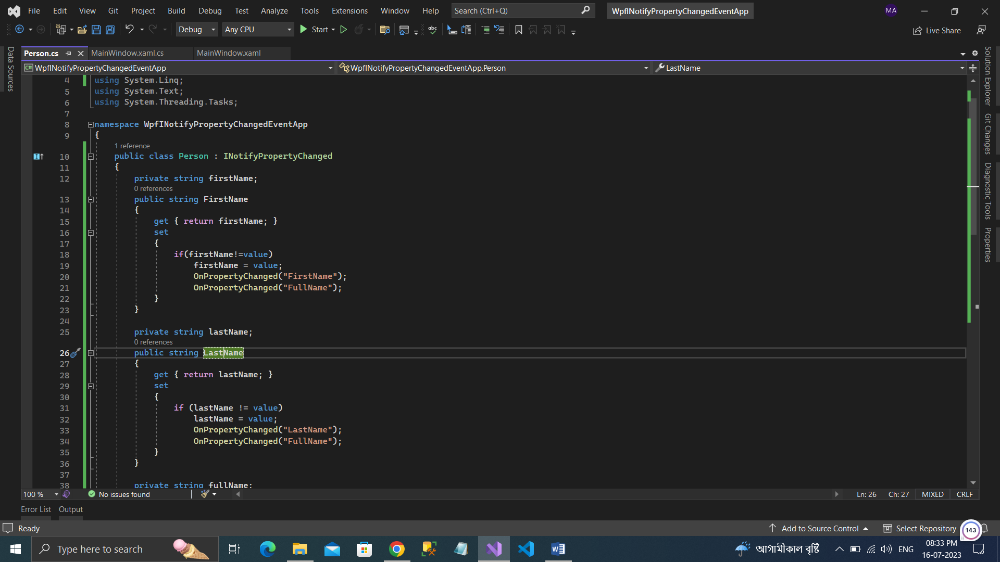 File Edit View Git Project Build Debug Test Analyze Tools Extensions Window Help Search (Ctrl+Q) WpfINotifyPropertyChangedEventApp MA
Debug Any CPU Start abc Live Share
Data Sources
Person.cs MainWindow.xaml.cs MainWindow.xaml
C# WpfINotifyPropertyChangedEventApp WpfINotifyPropertyChangedEventApp.Person LastName
4 using System.Linq;
5 using System.Text;
6 using System.Threading.Tasks;
7
8 namespace WpfINotifyPropertyChangedEventApp
9 {
1 reference
10 public class Person : INotifyPropertyChanged
11 {
12 private string firstName;
0 references
13 public string FirstName
14 {
15 get { return firstName; }
16 set
17 {
18 if(firstName!=value)
19 firstName = value;
20 OnPropertyChanged("FirstName");
21 OnPropertyChanged("FullName");
22 }
23 }
24
25 private string lastName;
0 references
26 public string LastName
27 {
28 get { return lastName; }
29 set
30 {
31 if (lastName != value)
32 lastName = value;
33 OnPropertyChanged("LastName");
34 OnPropertyChanged("FullName");
35 }
36 }
37
38 private string fullName;
Solution Explorer
Git Changes
Diagnostic Tools
Properties
100 % No issues found Ln: 26 Ch: 27 MIXED CRLF
Error List Output
Ready Add to Source Control Select Repository 143
Type here to search আগামীকাল বৃষ্টি ENG 08:33 PM
16-07-2023